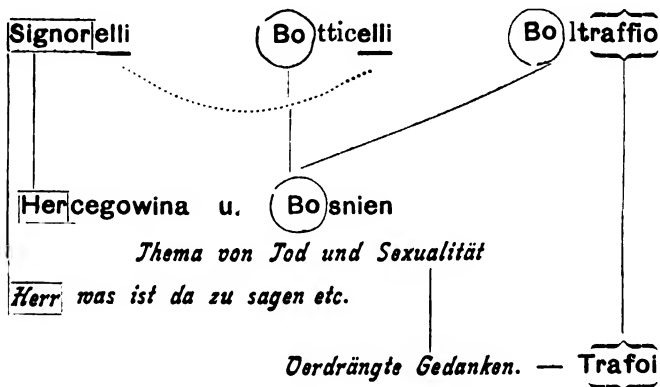 Signorelli Botticelli Boltraffio
Hercegowina u. Bosnien
Thema von Tod und Sexualität
Herr was ist da zu sagen etc.
Verdrängte Gedanken. — Trafoi